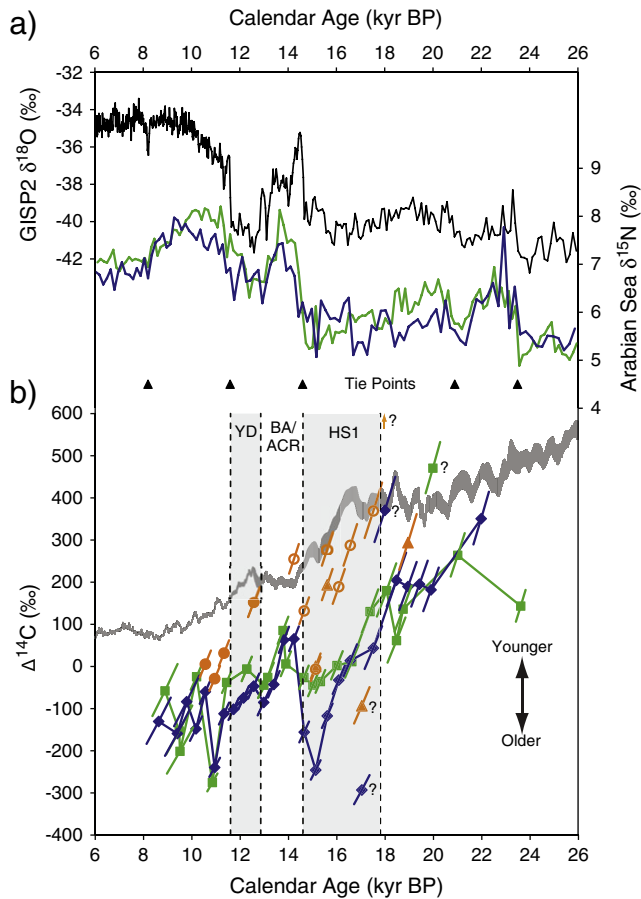 a)
Calendar Age (kyr BP)
6 8 10 12 14 16 18 20 22 24 26
GISP2 δ¹⁸O (‰)
-32
-34
-36
-38
-40
-42
Arabian Sea δ¹⁵N (‰)
9
8
7
6
5
4
Tie Points
b)
Δ¹⁴C (‰)
600
500
400
300
200
100
0
-100
-200
-300
-400
YD
BA/
ACR
HS1
?
?
?
?
?
Younger
Older
6 8 10 12 14 16 18 20 22 24 26
Calendar Age (kyr BP)